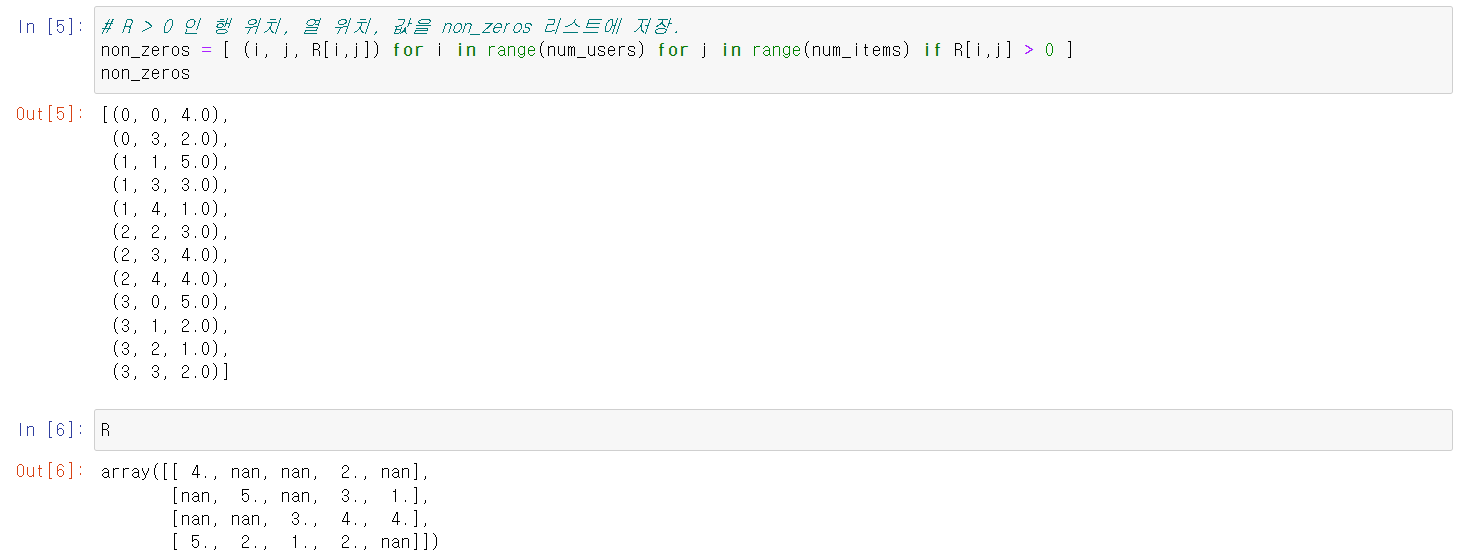 In [5]: # R > 0 인 행 위치, 열 위치, 값을 non_zeros 리스트에 저장.
non_zeros = [ (i, j, R[i,j]) for i in range(num_users) for j in range(num_items) if R[i,j] > 0 ]
non_zeros
Out[5]: [(0, 0, 4.0),
(0, 3, 2.0),
(1, 1, 5.0),
(1, 3, 3.0),
(1, 4, 1.0),
(2, 2, 3.0),
(2, 3, 4.0),
(2, 4, 4.0),
(3, 0, 5.0),
(3, 1, 2.0),
(3, 2, 1.0),
(3, 3, 2.0)]
In [6]: R
Out[6]: array([[ 4., nan, nan,  2., nan],
[nan,  5., nan,  3.,  1.],
[nan, nan,  3.,  4.,  4.],
[ 5.,  2.,  1.,  2., nan]])